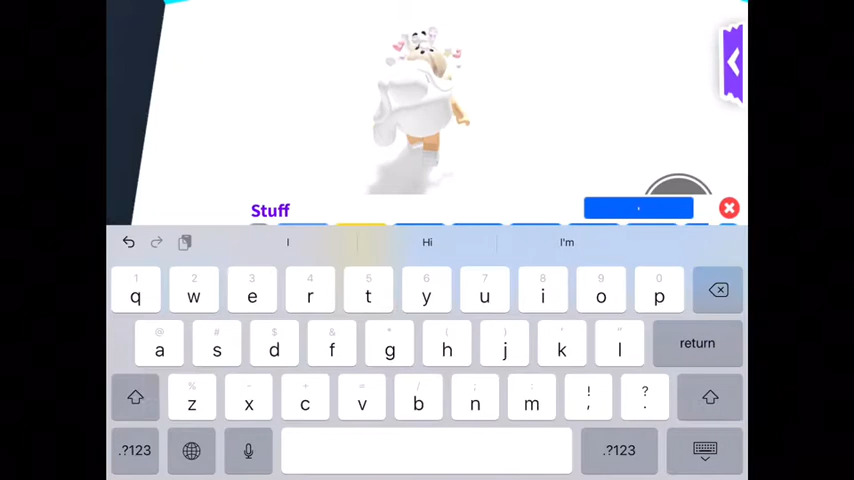 Stuff
I Hi I'm
1 2 3 4 5 6 7 8 9 0
q w e r t y u i o p
@ # $ & * ( ) ' "
a s d f g h j k l return
% - + = / ; : ! ?
z x c v b n m , .
.?123 .?123